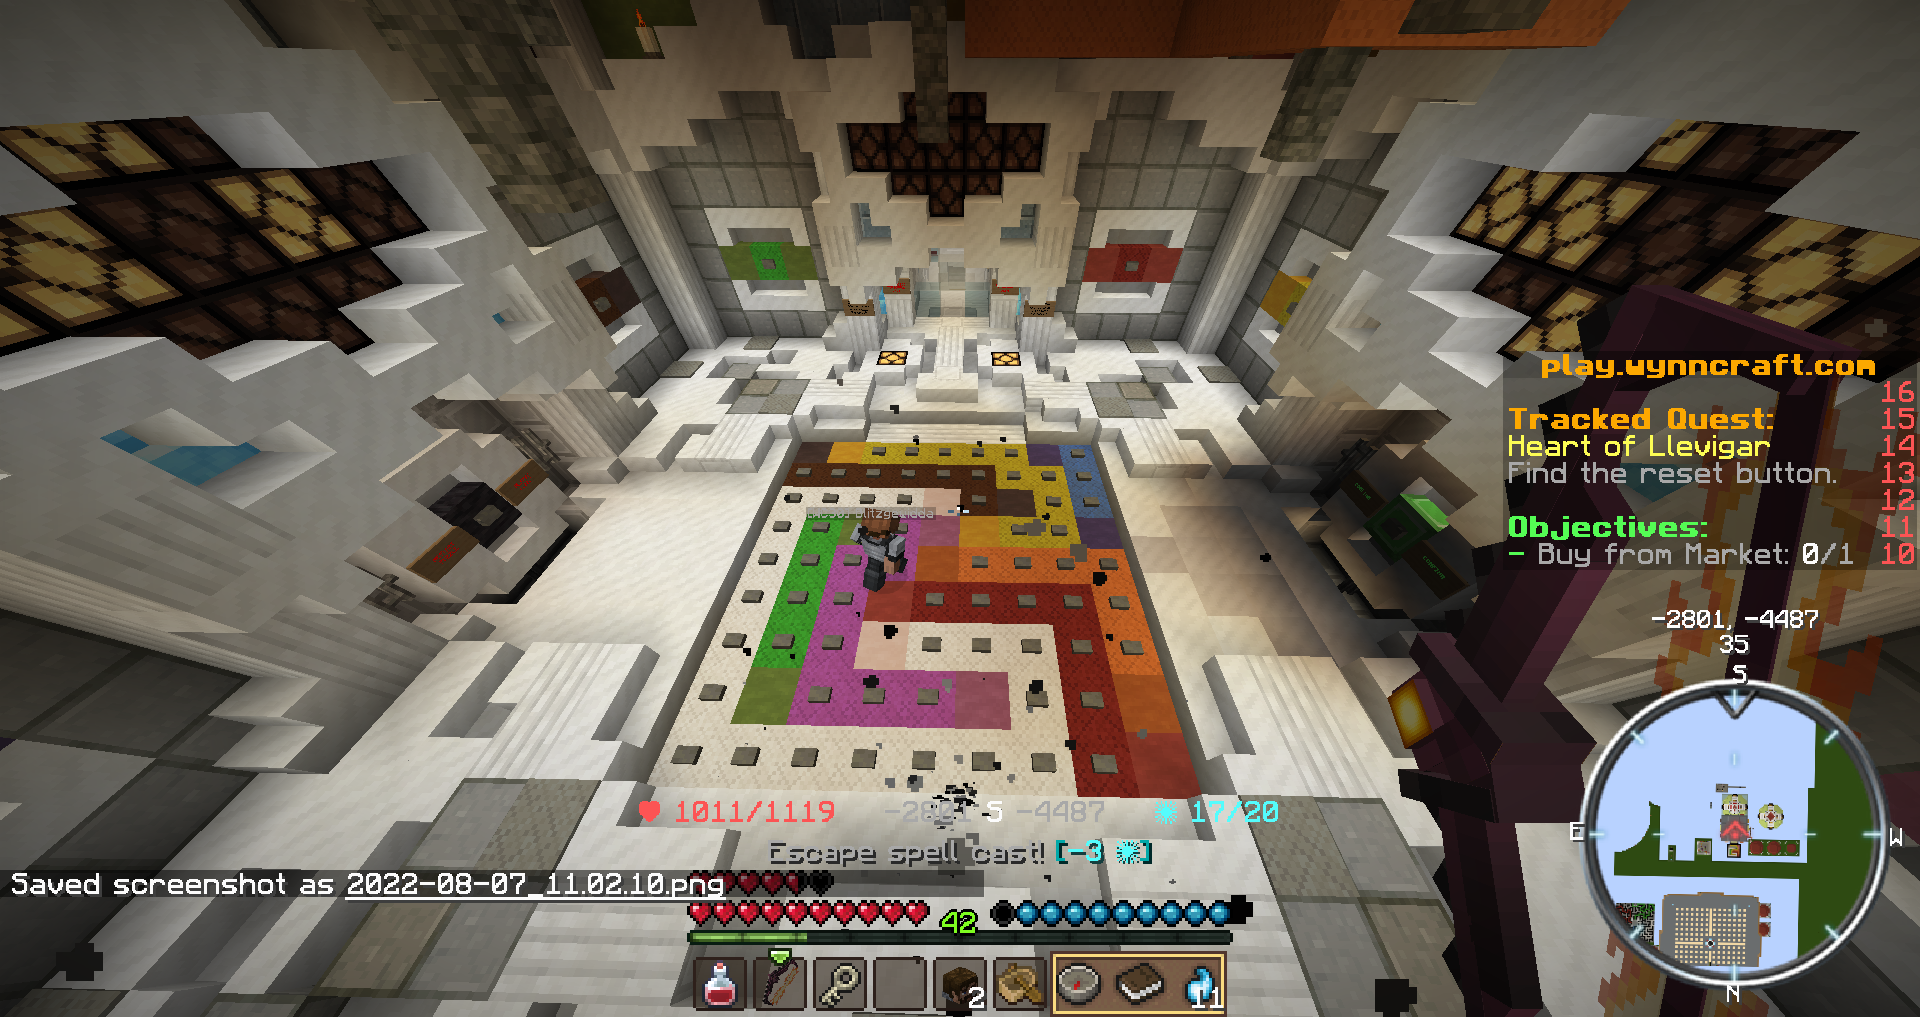 play.wynncraft.com
16
Tracked Quest: 15
Heart of Llevigar 14
Find the reset button. 13
12
Objectives: 11
- Buy from Market: 0/1 10
-2801, -4487
35
S
E
W
N
1011/1119 -2801 S -4487 17/20
Escape spell cast! [-3 ]
Saved screenshot as 2022-08-07_11.02.10.png
42
2
11